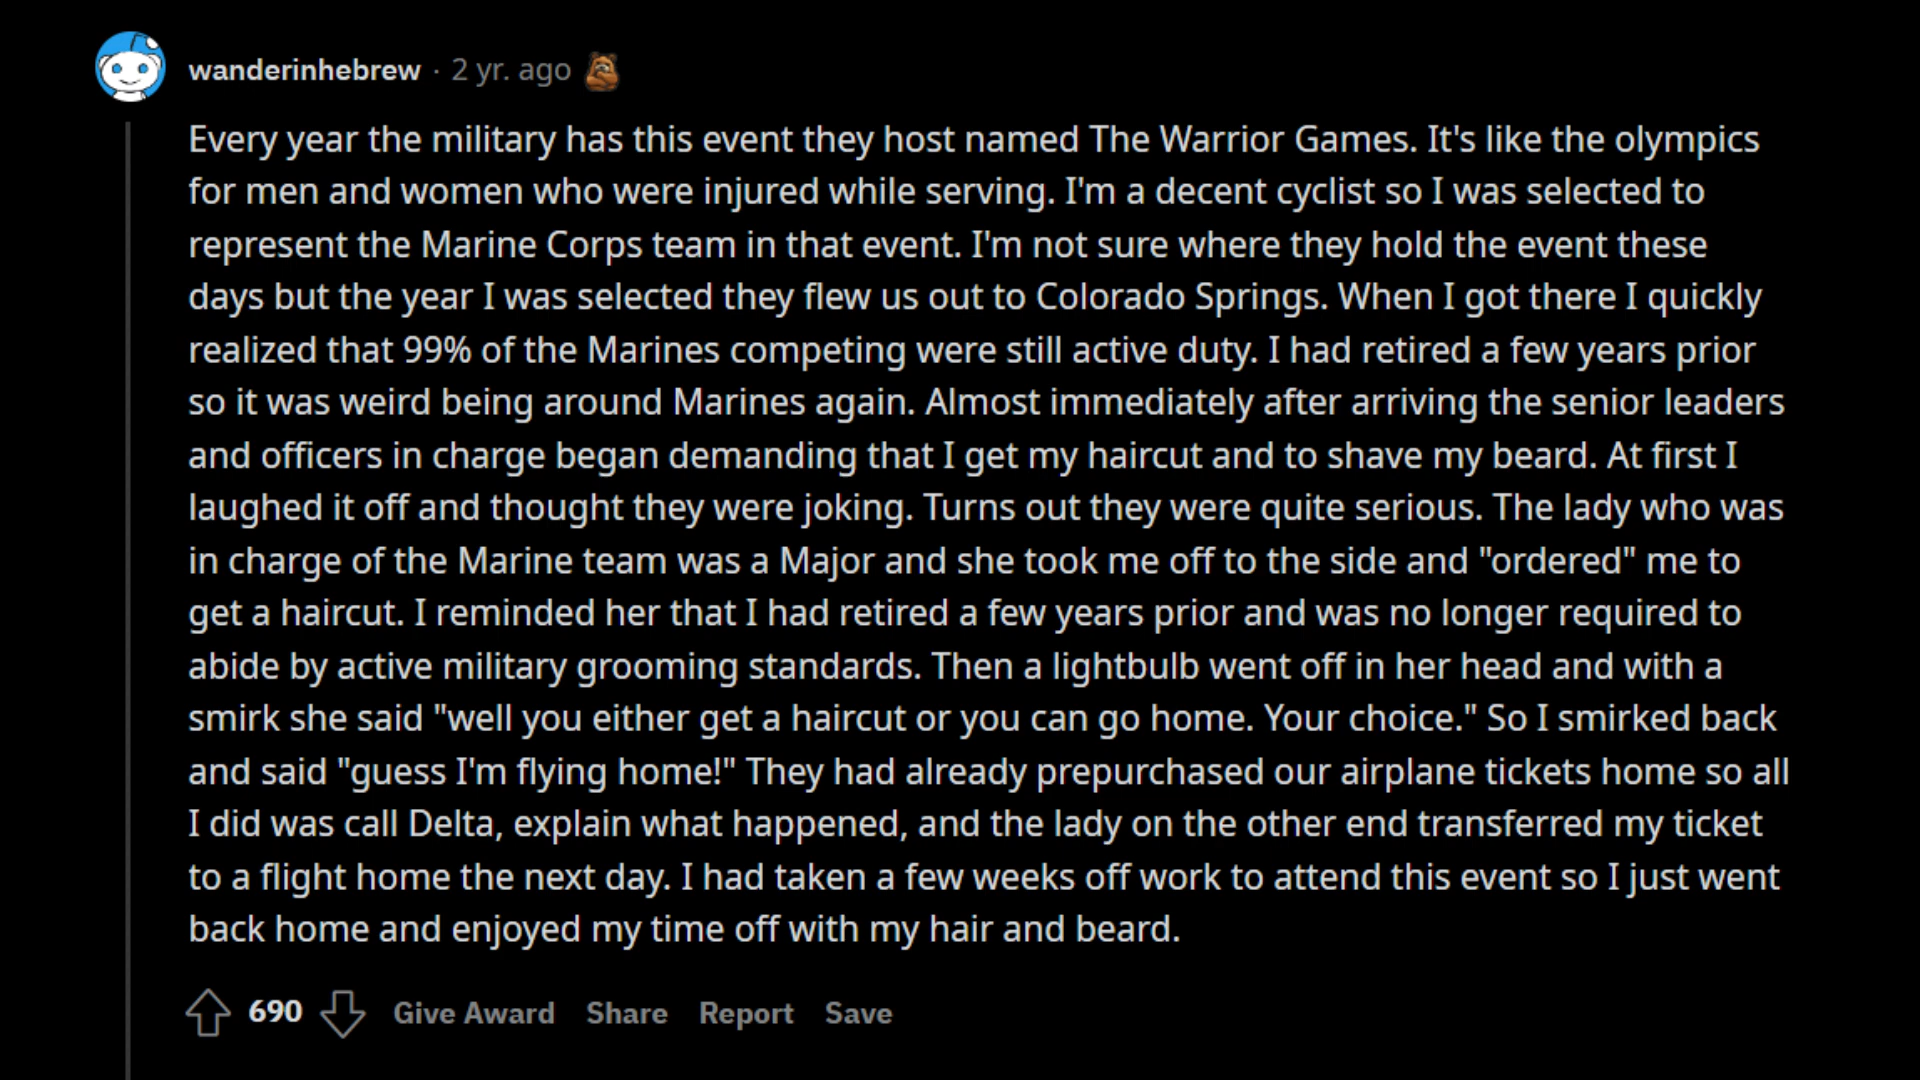 wanderinhebrew · 2 yr. ago
Every year the military has this event they host named The Warrior Games. It's like the olympics
for men and women who were injured while serving. I'm a decent cyclist so I was selected to
represent the Marine Corps team in that event. I'm not sure where they hold the event these
days but the year I was selected they flew us out to Colorado Springs. When I got there I quickly
realized that 99% of the Marines competing were still active duty. I had retired a few years prior
so it was weird being around Marines again. Almost immediately after arriving the senior leaders
and officers in charge began demanding that I get my haircut and to shave my beard. At first I
laughed it off and thought they were joking. Turns out they were quite serious. The lady who was
in charge of the Marine team was a Major and she took me off to the side and "ordered" me to
get a haircut. I reminded her that I had retired a few years prior and was no longer required to
abide by active military grooming standards. Then a lightbulb went off in her head and with a
smirk she said "well you either get a haircut or you can go home. Your choice." So I smirked back
and said "guess I'm flying home!" They had already prepurchased our airplane tickets home so all
I did was call Delta, explain what happened, and the lady on the other end transferred my ticket
to a flight home the next day. I had taken a few weeks off work to attend this event so I just went
back home and enjoyed my time off with my hair and beard.
690 Give Award Share Report Save